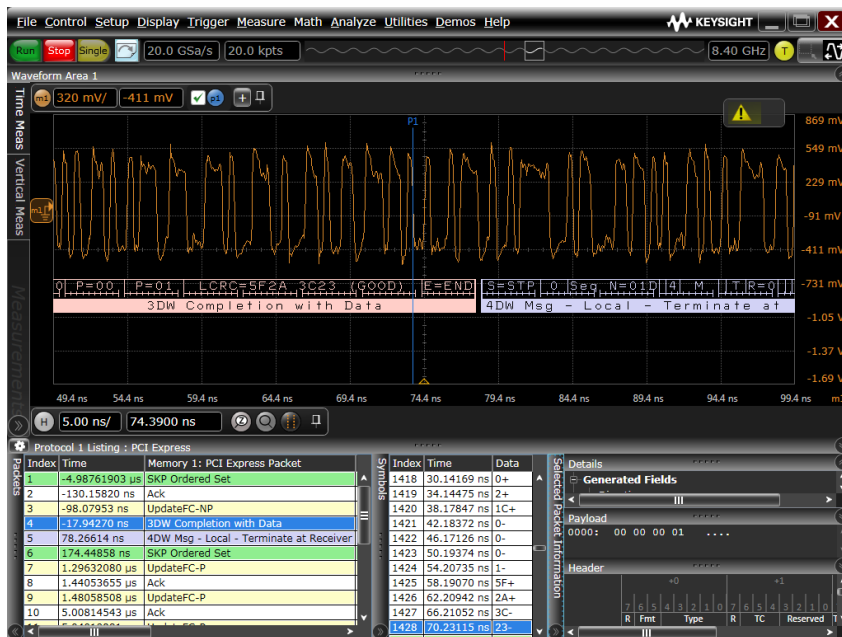 File Control Setup Display Trigger Measure Math Analyze Utilities Demos Help KEYSIGHT
Run Stop Single 20.0 GSa/s 20.0 kpts 8.40 GHz T
Waveform Area 1
Time Meas
Vertical Meas
Measurements
m1 320 mV/ -411 mV p1 +
P1
869 mV
549 mV
229 mV
-91 mV
-411 mV
-731 mV
-1.05 V
-1.37 V
-1.69 V
m1
0 P=00 P=01 LCRC=5F2A 3C23 (GOOD) E=END S=STP 0 Seq N=01D 4 M T R=0
3DW Completion with Data 4DW Msg - Local - Terminate at
49.4 ns 54.4 ns 59.4 ns 64.4 ns 69.4 ns 74.4 ns 79.4 ns 84.4 ns 89.4 ns 94.4 ns 99.4 ns
H 5.00 ns/ 74.3900 ns
Protocol 1 Listing : PCI Express
Packets
Index Time Memory 1: PCI Express Packet
1 -4.98761903 µs SKP Ordered Set
2 -130.15820 ns Ack
3 -98.07953 ns UpdateFC-NP
4 -17.94270 ns 3DW Completion with Data
5 78.26614 ns 4DW Msg - Local - Terminate at Receiver
6 174.44858 ns SKP Ordered Set
7 1.29632080 µs UpdateFC-P
8 1.44053655 µs Ack
9 1.48058508 µs UpdateFC-P
10 5.00814543 µs Ack
Symbols
Index Time Data
1418 30.14169 ns 0+
1419 34.14475 ns 2+
1420 38.17847 ns 1C+
1421 42.18372 ns 0-
1422 46.17126 ns 0-
1423 50.19374 ns 0-
1424 54.20735 ns 1-
1425 58.19070 ns 5F+
1426 62.20942 ns 2A+
1427 66.21052 ns 3C-
1428 70.23115 ns 23-
Selected Packet Information
Details
Generated Fields
Payload
0000: 00 00 00 01 ....
Header
+0 +1
7 6 5 4 3 2 1 0 7 6 5 4 3 2 1 0
R Fmt Type R TC Reserved T